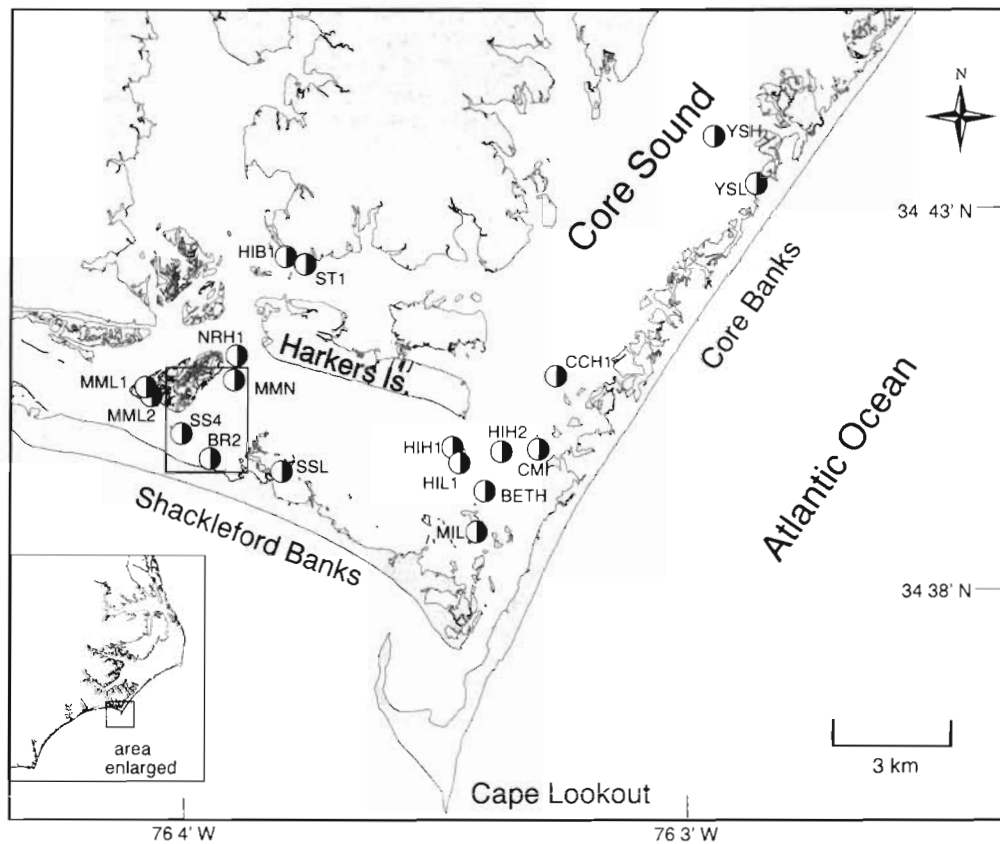 N
Core Sound
YSH
YSL
34 43' N
HIB1
ST1
Core Banks
NRH1
Harkers Is.
MML1
MMN
CCH1
MML2
SS4
BR2
SSL
HIH1
HIH2
CMI
HIL1
BETH
MIL
Atlantic Ocean
Shackleford Banks
34 38' N
area
enlarged
3 km
Cape Lookout
76 4' W
76 3' W